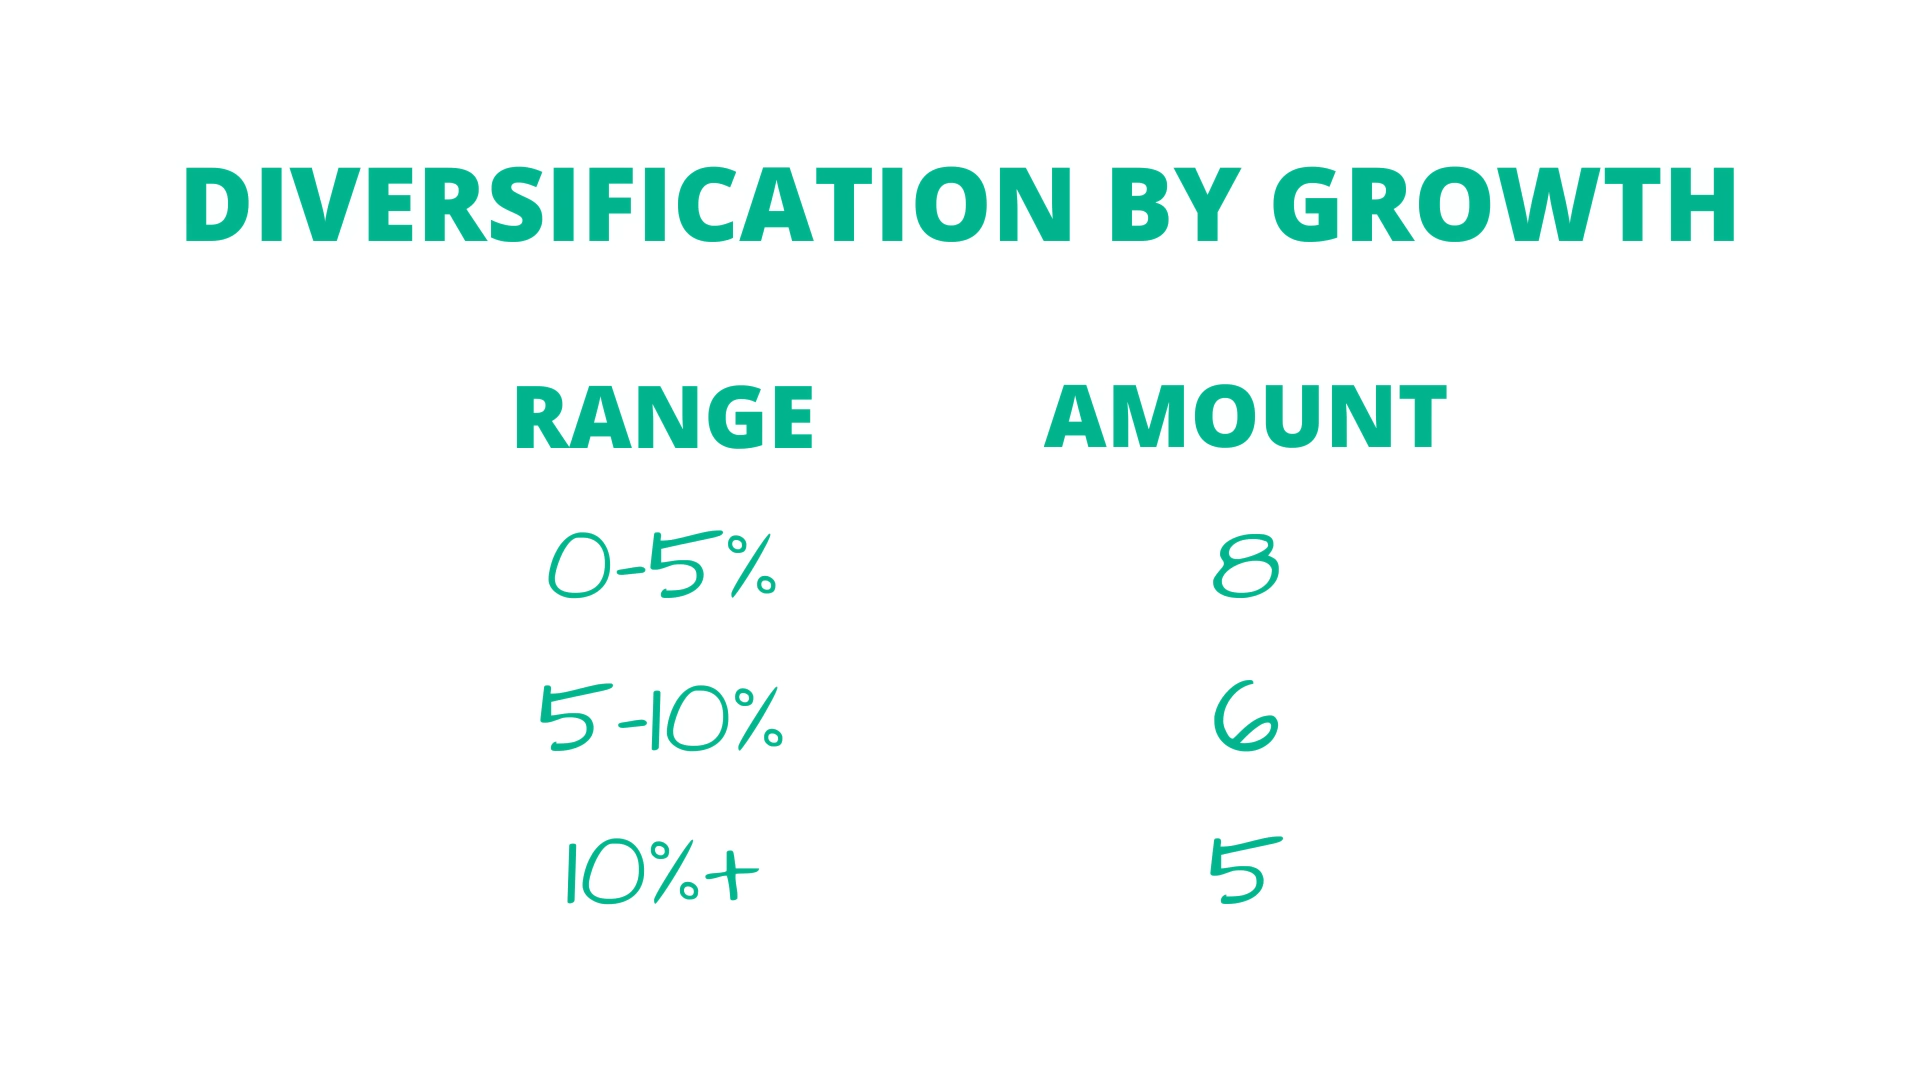 DIVERSIFICATION BY GROWTH
RANGE AMOUNT
0-5% 8
5-10% 6
10%+ 5